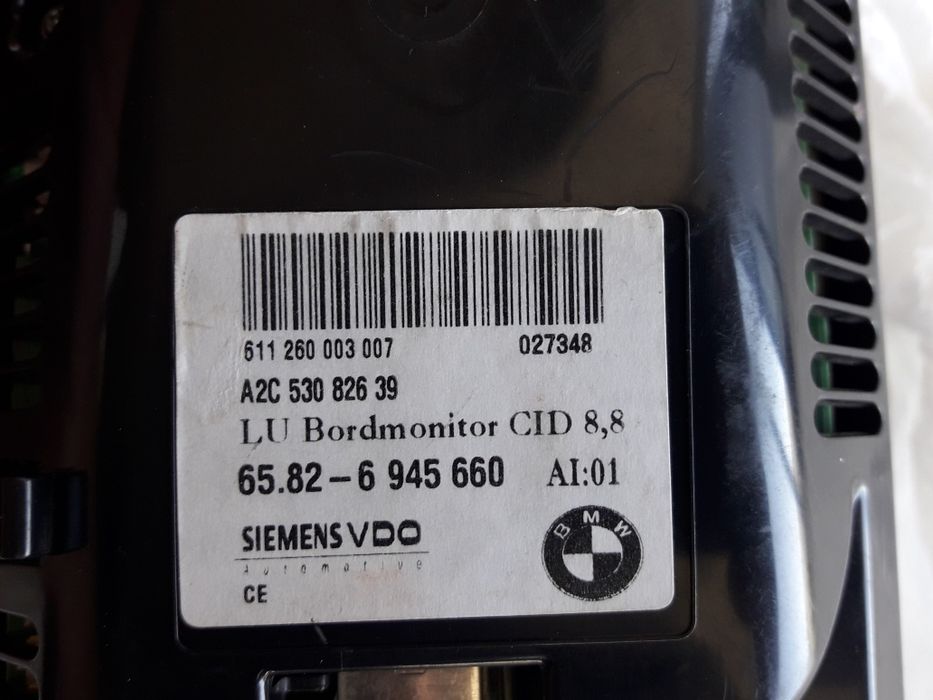 611 260 003 007 027348
A2C 530 826 39
LU Bordmonitor CID 8,8
65.82-6 945 660 AI:01
SIEMENS VDO
Automotive
CE
BMW